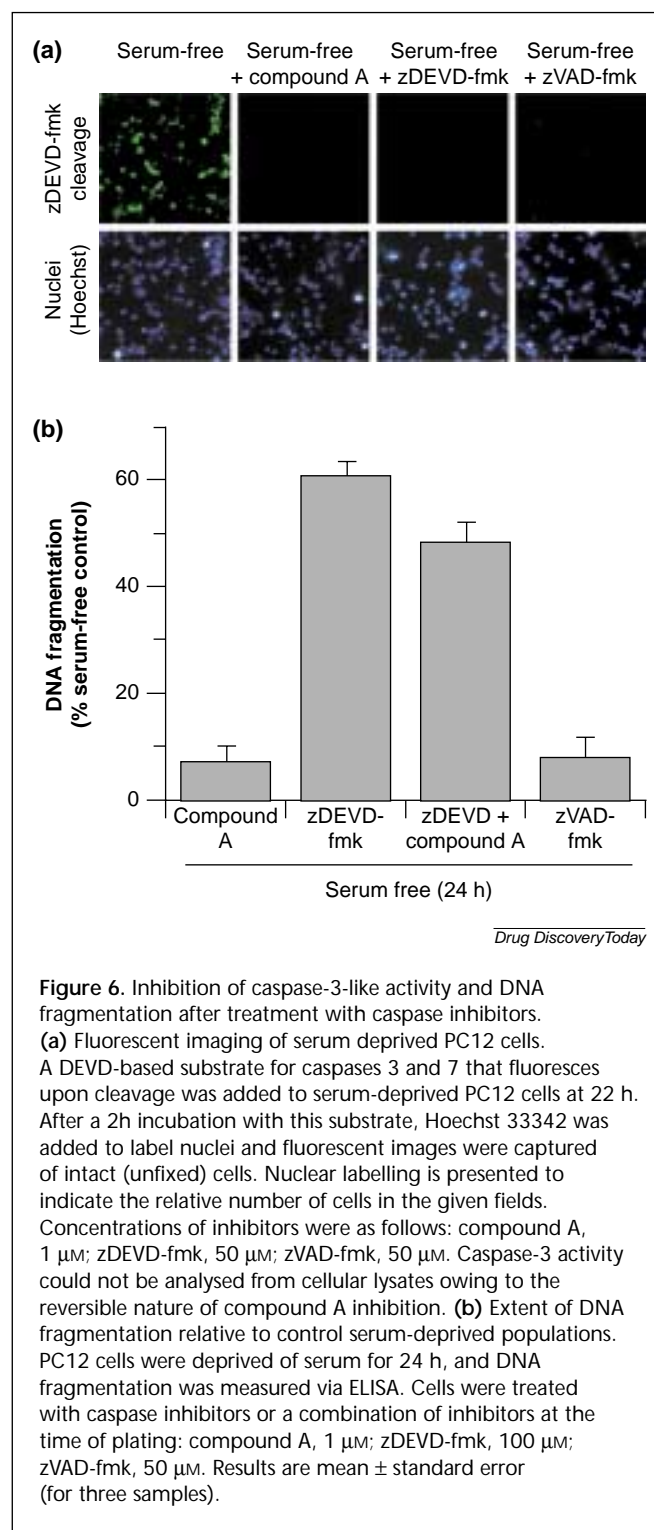 (a)
Serum-free
Serum-free
+ compound A
Serum-free
+ zDEVD-fmk
Serum-free
+ zVAD-fmk
zDEVD-fmk
cleavage
Nuclei
(Hoechst)
(b)
DNA fragmentation
(% serum-free control)
60
40
20
0
Compound
A
zDEVD-
fmk
zDEVD +
compound A
zVAD-
fmk
Serum free (24 h)
Drug Discovery Today
Figure 6. Inhibition of caspase-3-like activity and DNA
fragmentation after treatment with caspase inhibitors.
(a) Fluorescent imaging of serum deprived PC12 cells.
A DEVD-based substrate for caspases 3 and 7 that fluoresces
upon cleavage was added to serum-deprived PC12 cells at 22 h.
After a 2h incubation with this substrate, Hoechst 33342 was
added to label nuclei and fluorescent images were captured
of intact (unfixed) cells. Nuclear labelling is presented to
indicate the relative number of cells in the given fields.
Concentrations of inhibitors were as follows: compound A,
1 μM; zDEVD-fmk, 50 μM; zVAD-fmk, 50 μM. Caspase-3 activity
could not be analysed from cellular lysates owing to the
reversible nature of compound A inhibition. (b) Extent of DNA
fragmentation relative to control serum-deprived populations.
PC12 cells were deprived of serum for 24 h, and DNA
fragmentation was measured via ELISA. Cells were treated
with caspase inhibitors or a combination of inhibitors at the
time of plating: compound A, 1 μM; zDEVD-fmk, 100 μM;
zVAD-fmk, 50 μM. Results are mean ± standard error
(for three samples).